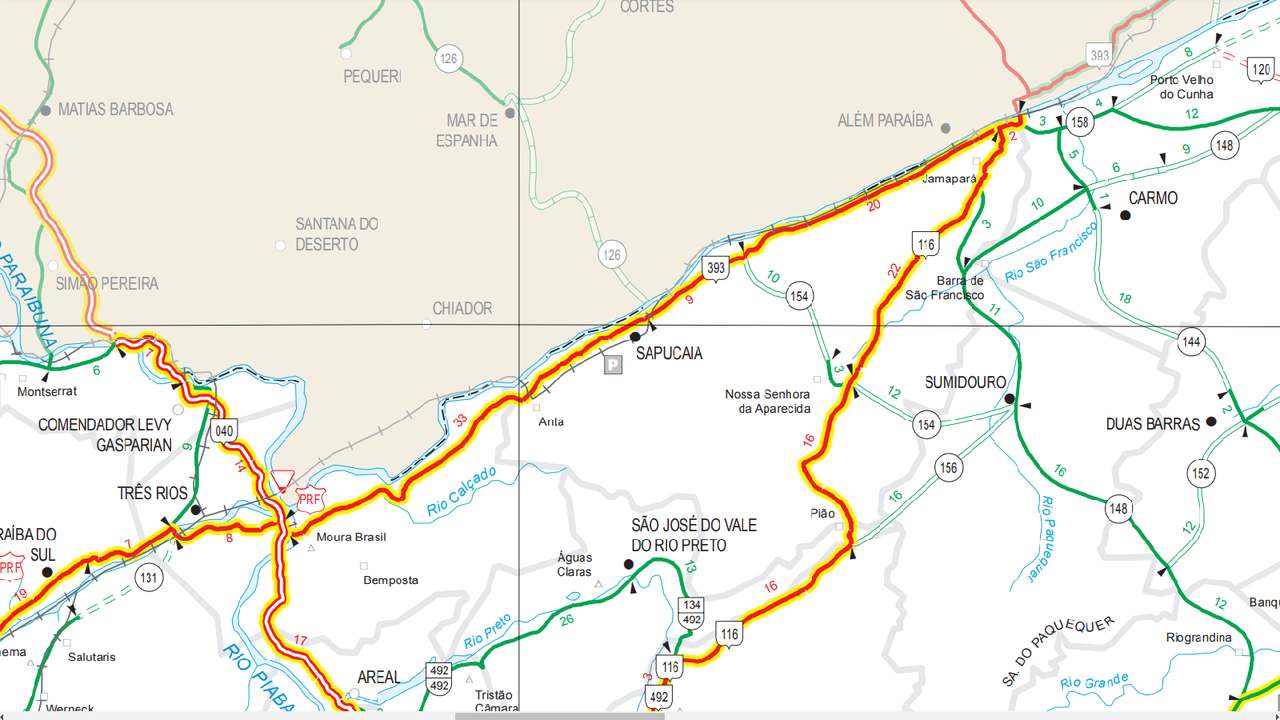 CORTES
126
PEQUERI
393
8
120
Porto Velho
do Cunha
MATIAS BARBOSA
MAR DE
ESPANHA
ALÉM PARAÍBA
2
3
158
4
12
148
9
6
5
Jamapará
20
10
1
CARMO
3
SANTANA DO
DESERTO
126
116
Rio São Francisco
PARAIBUNA
SIMÃO PEREIRA
393
10
154
22
Barra de
São Francisco
9
11
18
CHIADOR
7
6
SAPUCAIA
P
144
3
Montserrat
Nossa Senhora
da Aparecida
12
SUMIDOURO
2
Anta
COMENDADOR LEVY
GASPARIAN
040
33
16
154
DUAS BARRAS
9
14
156
152
TRÊS RIOS
PRF
Rio Calçado
16
16
148
Pião
12
RAÍBA DO
SUL
7
8
Moura Brasil
SÃO JOSÉ DO VALE
DO RIO PRETO
Rio Paquequer
PRF
131
Bemposta
Águas
Claras
13
16
19
134
492
26
12
Banq
17
Rio Preto
116
SA. DO PAQUEQUER
Riograndina
ema
Salutaris
RIO PIABA
AREAL
492
492
116
3
492
Rio Grande
Tristão
Câmara
Werneck